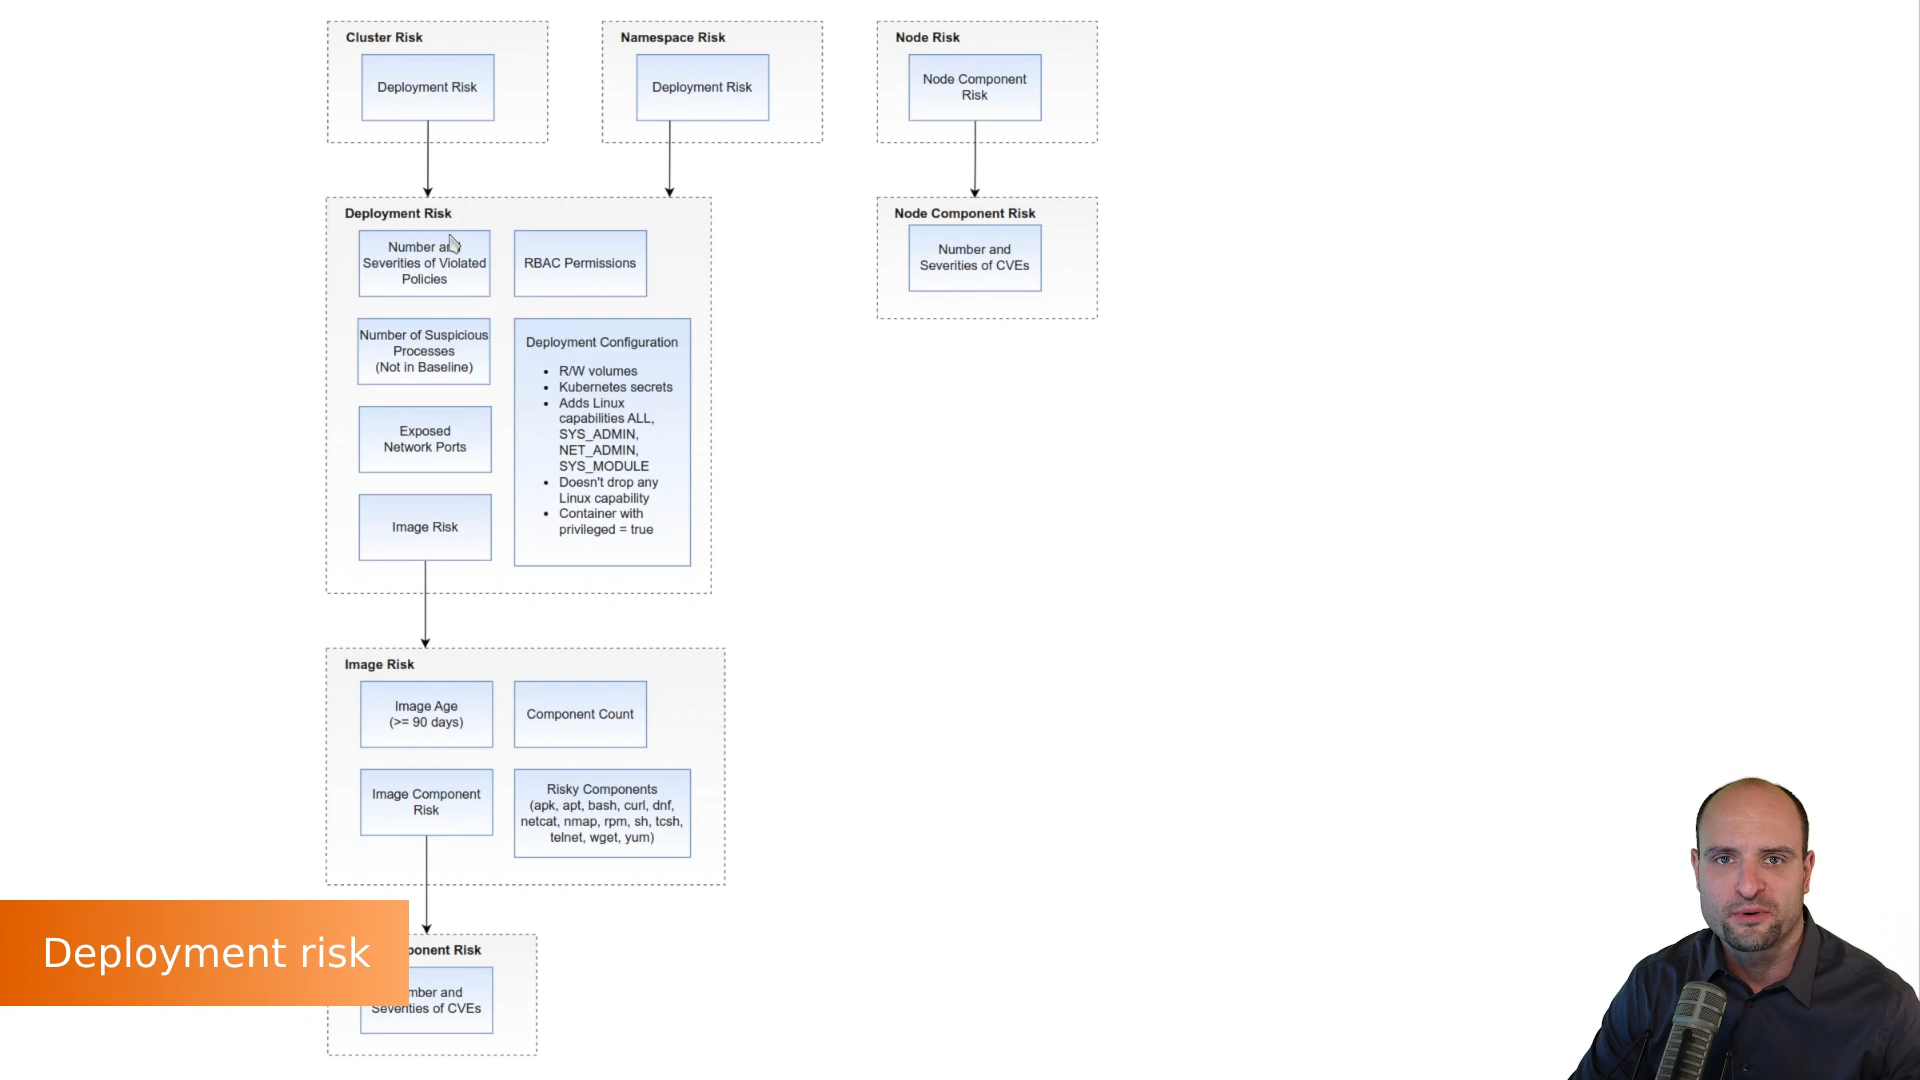 Cluster Risk
Deployment Risk
Namespace Risk
Deployment Risk
Node Risk
Node Component
Risk
Deployment Risk
Number and
Severities of Violated
Policies
RBAC Permissions
Number of Suspicious
Processes
(Not in Baseline)
Exposed
Network Ports
Image Risk
Deployment Configuration
• R/W volumes
• Kubernetes secrets
• Adds Linux
capabilities ALL,
SYS_ADMIN,
NET_ADMIN,
SYS_MODULE
• Doesn't drop any
Linux capability
• Container with
privileged = true
Node Component Risk
Number and
Severities of CVEs
Image Risk
Image Age
(>= 90 days)
Component Count
Image Component
Risk
Risky Components
(apk, apt, bash, curl, dnf,
netcat, nmap, rpm, sh, tcsh,
telnet, wget, yum)
Risk
and
Severities of CVEs
Deployment risk